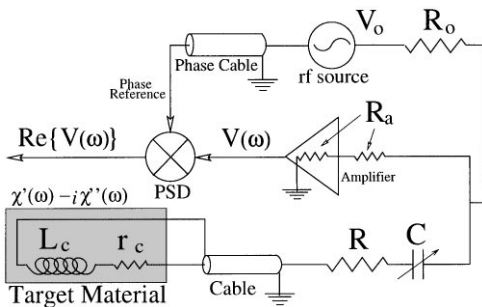 V₀ R₀
Phase Cable
rf source
Phase
Reference
Re{V(ω)}
V(ω)
Rₐ
PSD
Amplifier
χ'(ω) -iχ''(ω)
L꜀ r꜀
R C
Cable
Target Material